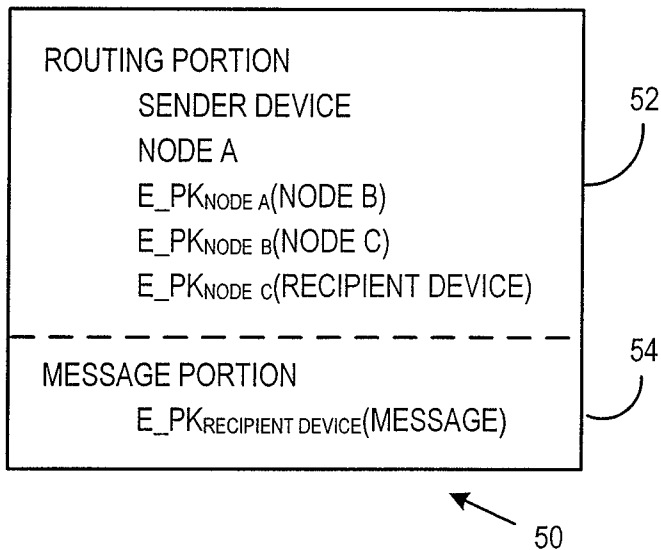 ROUTING PORTION
SENDER DEVICE
NODE A
E_PKNODE A(NODE B)
E_PKNODE B(NODE C)
E_PKNODE C(RECIPIENT DEVICE)
52
MESSAGE PORTION
E_PKRECIPIENT DEVICE(MESSAGE)
54
50